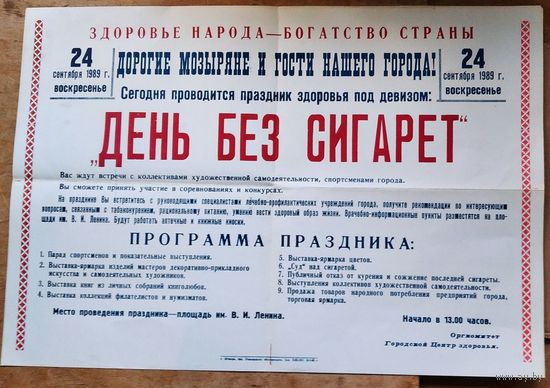 ЗДОРОВЬЕ НАРОДА—БОГАТСТВО СТРАНЫ
24
сентября 1989 г.
воскресенье
ДОРОГИЕ МОЗЫРЯНЕ И ГОСТИ НАШЕГО ГОРОДА!
24
сентября 1989 г.
воскресенье
Сегодня проводится праздник здоровья под девизом:
„ДЕНЬ БЕЗ СИГАРЕТ“
Вас ждут встречи с коллективами художественной самодеятельности, спортсменами города.
Вы сможете принять участие в соревнованиях и конкурсах.
На празднике Вы встретитесь с руководящими специалистами лечебно-профилактических учреждений города, получите рекомендации по интересующим
вопросам, связанным с табакокурением, рациональному питанию, умению вести здоровый образ жизни. Врачебно-информационные пункты разместятся на пло-
щади им. В. И. Ленина. Будут работать аптечные и книжные киоски.
ПРОГРАММА ПРАЗДНИКА:
1. Парад спортсменов и показательные выступления.
2. Выставка-ярмарка изделий мастеров декоративно-прикладного
искусства и самодеятельных художников.
3. Выставка книг из личных собраний книголюбов.
4. Выставка коллекций филателистов и нумизматов.
5. Выставка-ярмарка цветов.
6. „Суд“ над сигаретой.
7. Публичный отказ от курения и сожжение последней сигареты.
8. Выступления коллективов художественной самодеятельности.
9. Продажа товаров народного потребления предприятий города,
торговая ярмарка.
Место проведения праздника—площадь им. В. И. Ленина.
Начало в 13.00 часов.
Оргкомитет
Городской Центр здоровья.
www.ay.by